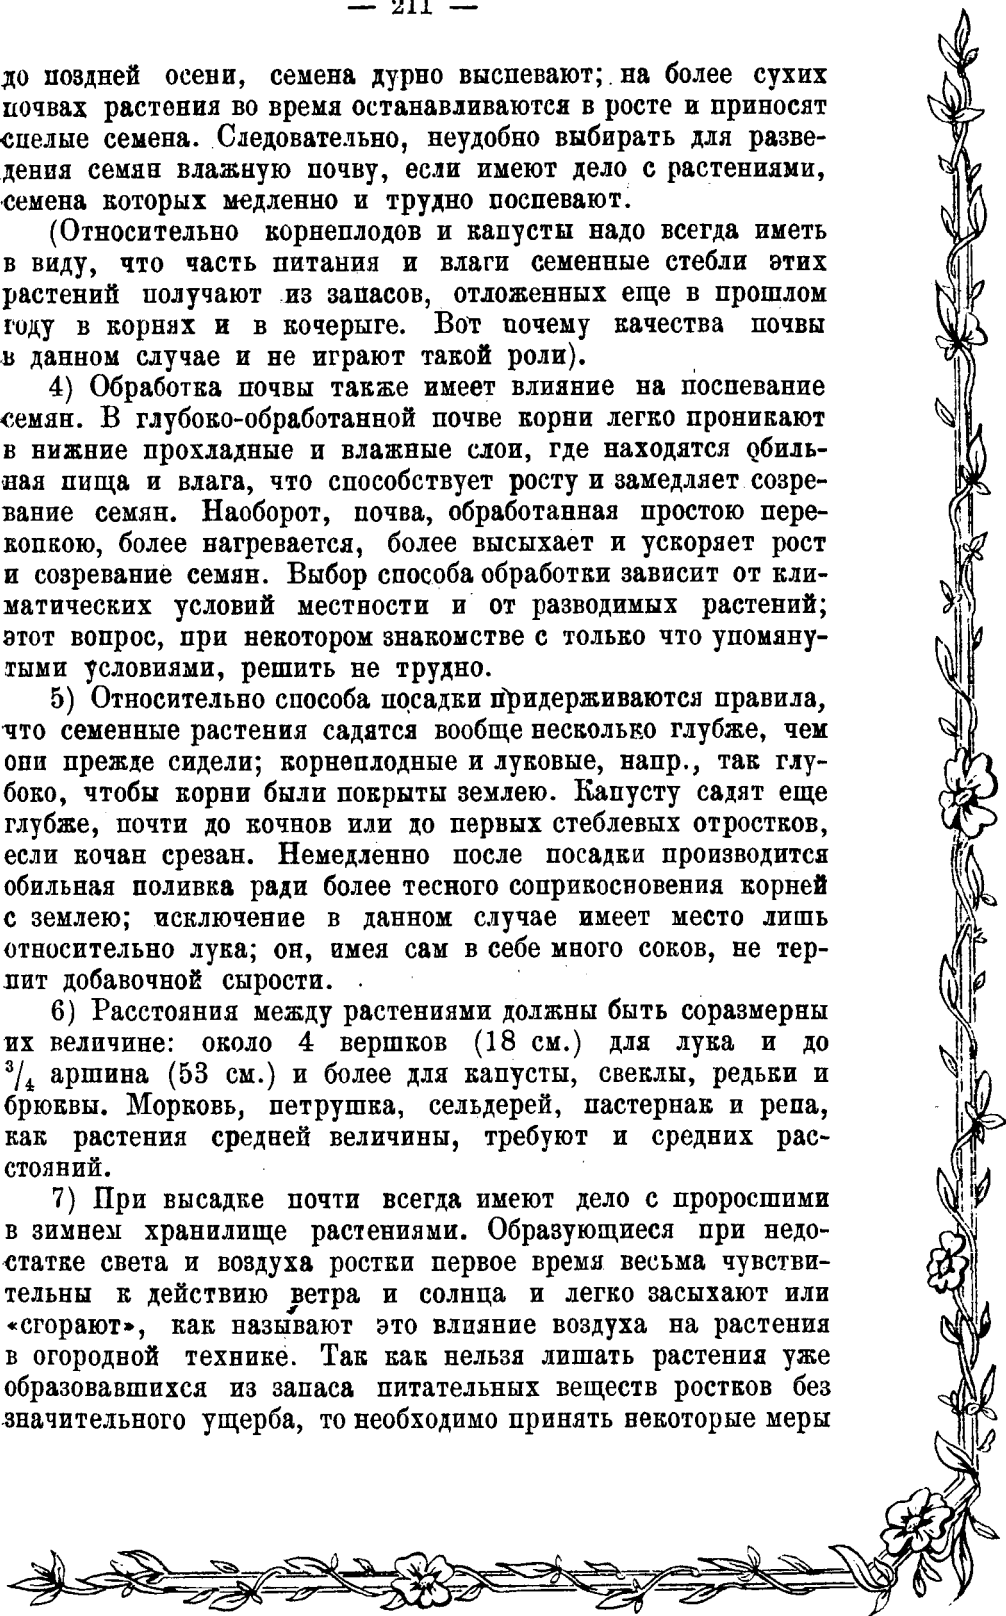 — 211 —
до поздней осени, семена дурно выспевают; на более сухих
почвах растения во время останавливаются в росте и приносят
спелые семена. Следовательно, неудобно выбирать для разве-
дения семян влажную почву, если имеют дело с растениями,
семена которых медленно и трудно поспевают.
(Относительно корнеплодов и капусты надо всегда иметь
в виду, что часть питания и влаги семенные стебли этих
растений получают из запасов, отложенных еще в прошлом
году в корнях и в кочерыге. Вот почему качества почвы
в данном случае и не играют такой роли).
4) Обработка почвы также имеет влияние на поспевание
семян. В глубоко-обработанной почве корни легко проникают
в нижние прохладные и влажные слои, где находятся обиль-
ная пища и влага, что способствует росту и замедляет созре-
вание семян. Наоборот, почва, обработанная простою пере-
копкою, более нагревается, более высыхает и ускоряет рост
и созревание семян. Выбор способа обработки зависит от кли-
матических условий местности и от разводимых растений;
этот вопрос, при некотором знакомстве с только что упомяну-
тыми условиями, решить не трудно.
5) Относительно способа посадки придерживаются правила,
что семенные растения садятся вообще несколько глубже, чем
они прежде сидели; корнеплодные и луковые, напр., так глу-
боко, чтобы корни были покрыты землею. Капусту садят еще
глубже, почти до кочнов или до первых стеблевых отростков,
если кочан срезан. Немедленно после посадки производится
обильная поливка ради более тесного соприкосновения корней
с землею; исключение в данном случае имеет место лишь
относительно лука; он, имея сам в себе много соков, не тер-
пит добавочной сырости.
6) Расстояния между растениями должны быть соразмерны
их величине: около 4 вершков (18 см.) для лука и до
³/₄ аршина (53 см.) и более для капусты, свеклы, редьки и
брюквы. Морковь, петрушка, сельдерей, пастернак и репа,
как растения средней величины, требуют и средних рас-
стояний.
7) При высадке почти всегда имеют дело с проросшими
в зимнем хранилище растениями. Образующиеся при недо-
статке света и воздуха ростки первое время весьма чувстви-
тельны к действию ветра и солнца и легко засыхают или
«сгорают», как называют это влияние воздуха на растения
в огородной технике. Так как нельзя лишать растения уже
образовавшихся из запаса питательных веществ ростков без
значительного ущерба, то необходимо принять некоторые меры